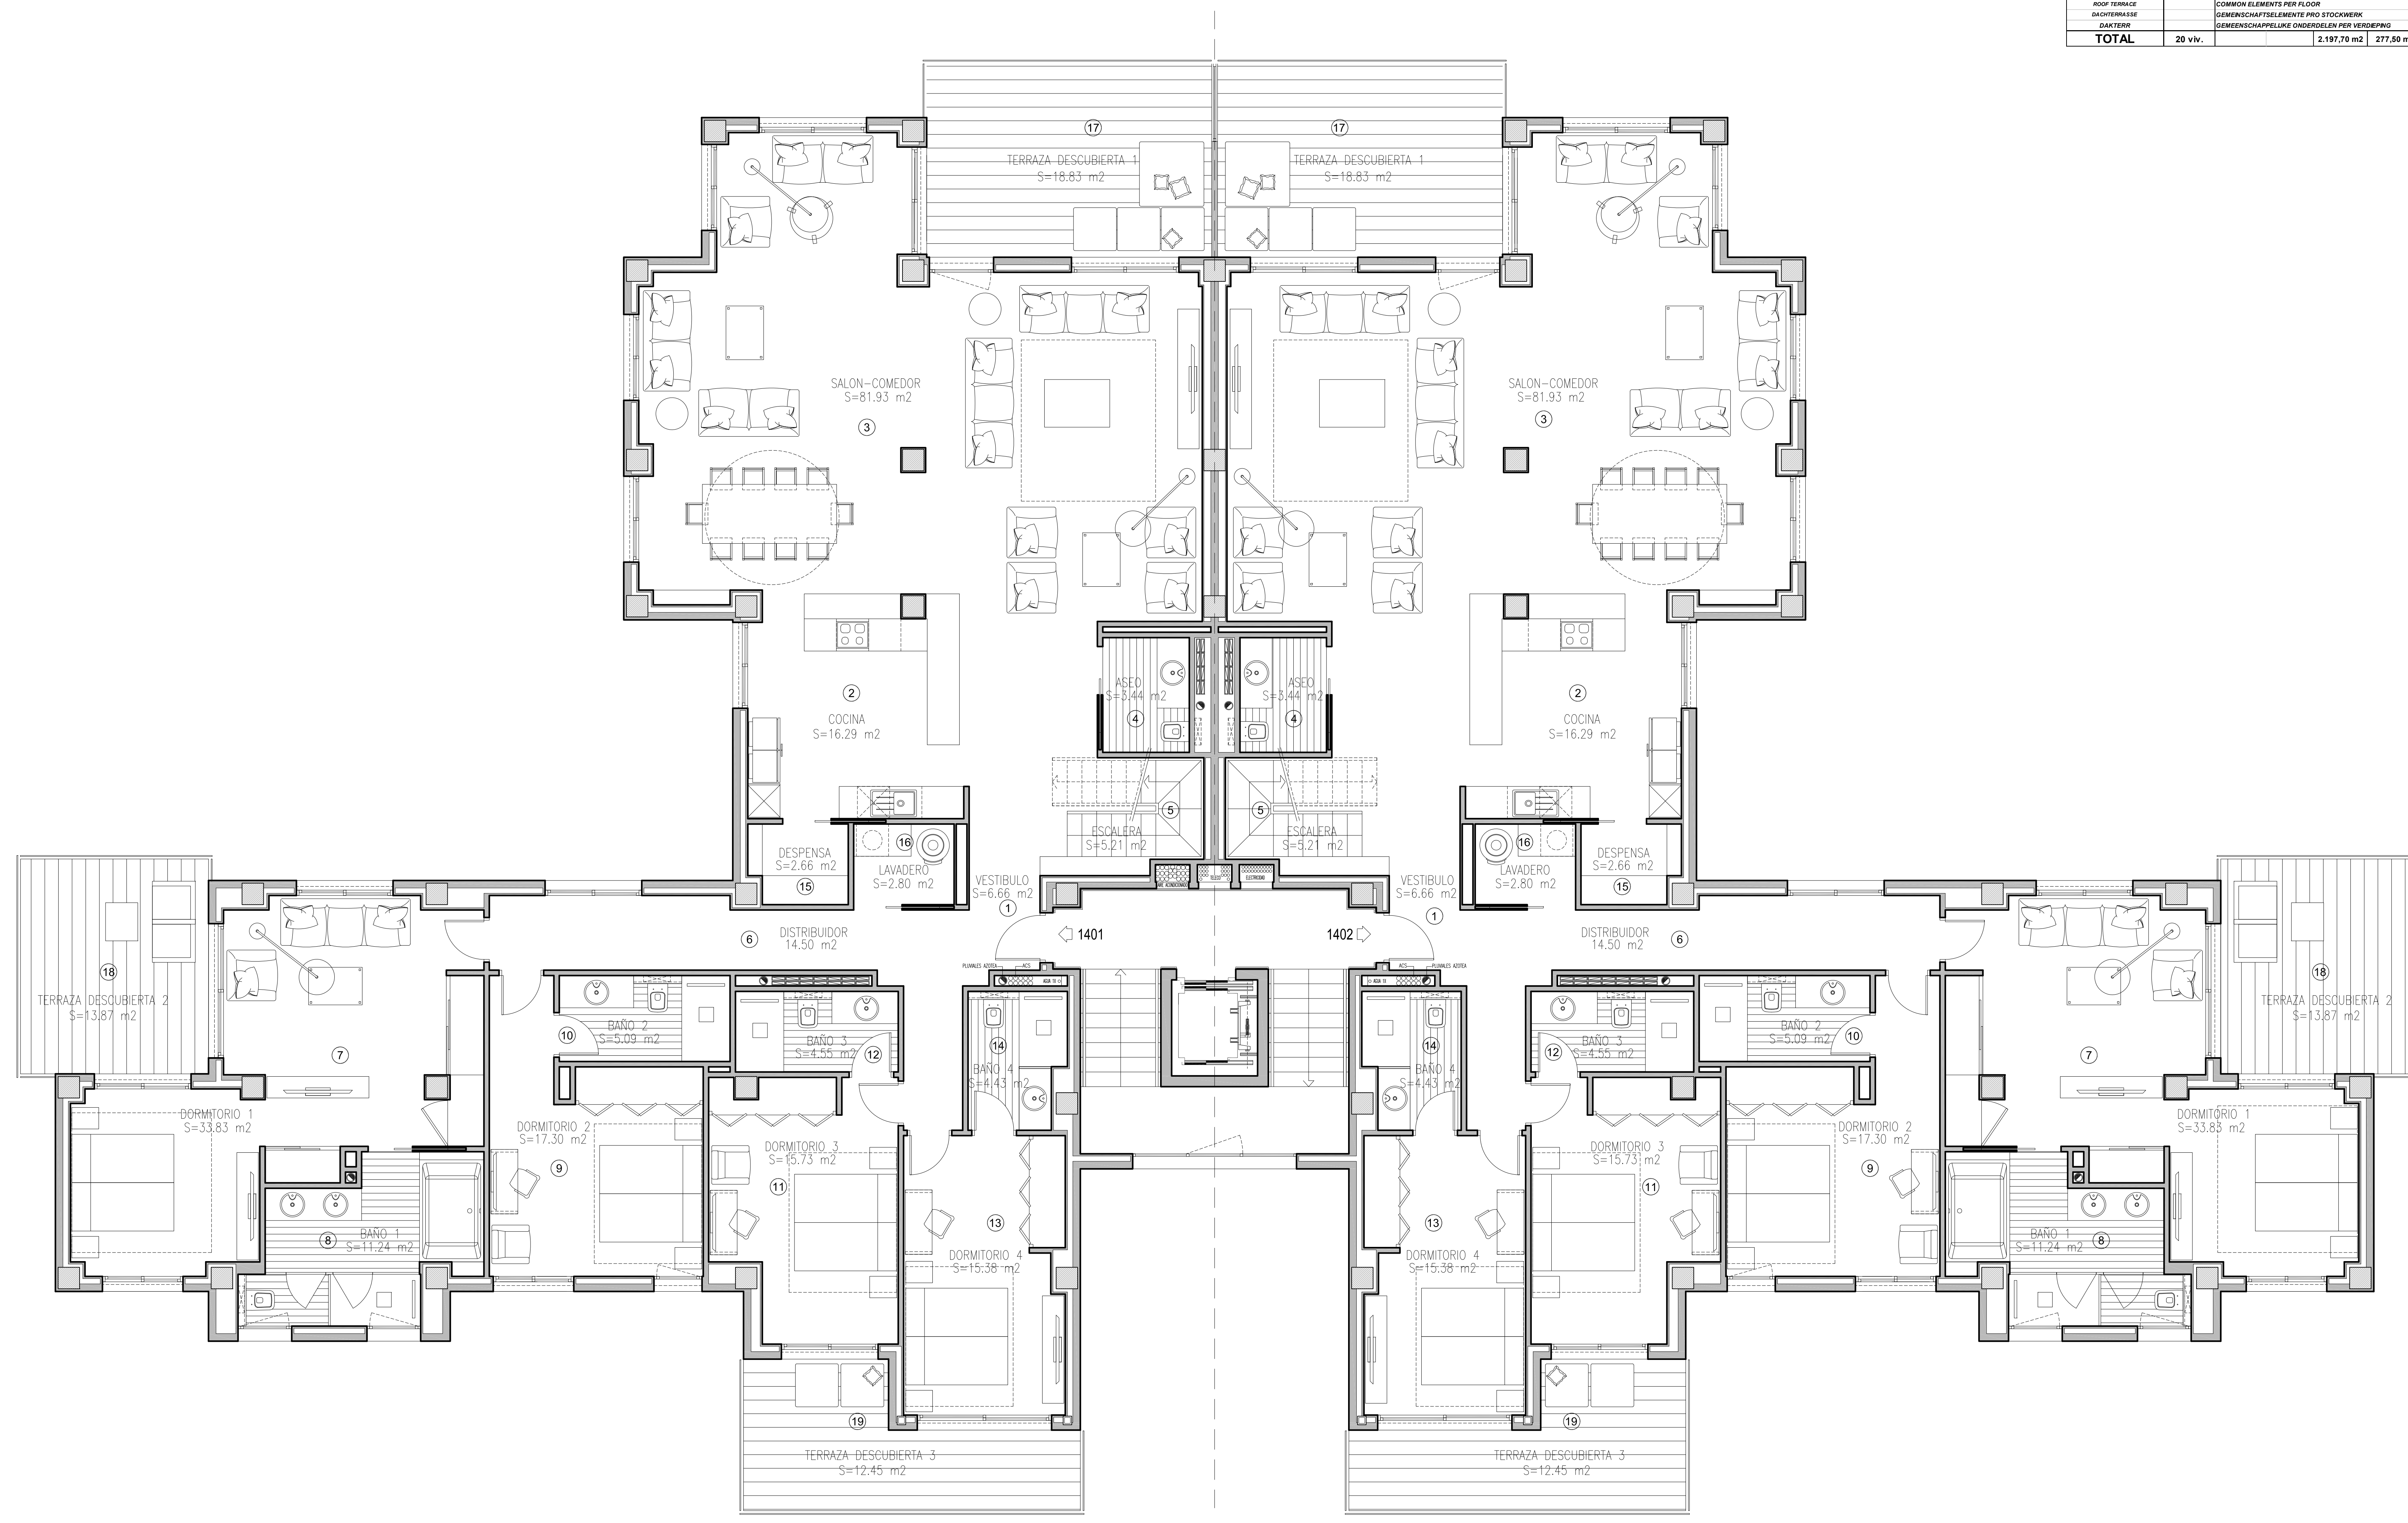 ROOF TERRACE COMMON ELEMENTS PER FLOOR
DACHTERRASSE GEMEINSCHAFTSELEMENTE PRO STOCKWERK
DAKTERR GEMEENSCHAPPELIJKE ONDERDELEN PER VERDIEPING
TOTAL 20 viv. 2.197,70 m2 277,50 m
17 17
TERRAZA DESCUBIERTA 1 TERRAZA DESCUBIERTA 1
S=18.83 m2 S=18.83 m2
SALON-COMEDOR SALON-COMEDOR
S=81.93 m2 S=81.93 m2
3 3
ASEO ASEO
S=3.44 m2 S=3.44 m2
2 2
4 4
COCINA COCINA
S=16.29 m2 S=16.29 m2
5 5
ESCALERA ESCALERA
S=5.21 m2 S=5.21 m2
16 16
DESPENSA DESPENSA
S=2.66 m2 S=2.66 m2
LAVADERO LAVADERO
S=2.80 m2 S=2.80 m2
15 15
VESTIBULO VESTIBULO
S=6.66 m2 S=6.66 m2
AIRE ACONDICIONADO ELECTRICIDAD
1 1
DISTRIBUIDOR 1401 1402 DISTRIBUIDOR
14.50 m2 14.50 m2
6 6
PLUVIALES AZOTEA ACS ACS PLUVIALES AZOTEA
18 18
TERRAZA DESCUBIERTA 2 TERRAZA DESCUBIERTA 2
S=13.87 m2 S=13.87 m2
BAÑO 2 BAÑO 2
S=5.09 m2 S=5.09 m2
10 10
BAÑO 3 BAÑO 3
S=4.55 m2 S=4.55 m2
14 14
7 12 12 7
BAÑO 4 BAÑO 4
S=4.43 m2 S=4.43 m2
DORMITORIO 1 DORMITORIO 1
S=33.83 m2 S=33.83 m2
DORMITORIO 2 DORMITORIO 2
S=17.30 m2 S=17.30 m2
DORMITORIO 3 DORMITORIO 3
S=15.73 m2 S=15.73 m2
9 9
11 11
13 13
BAÑO 1 BAÑO 1
S=11.24 m2 S=11.24 m2
8 8
DORMITORIO 4 DORMITORIO 4
S=15.38 m2 S=15.38 m2
19 19
TERRAZA DESCUBIERTA 3 TERRAZA DESCUBIERTA 3
S=12.45 m2 S=12.45 m2